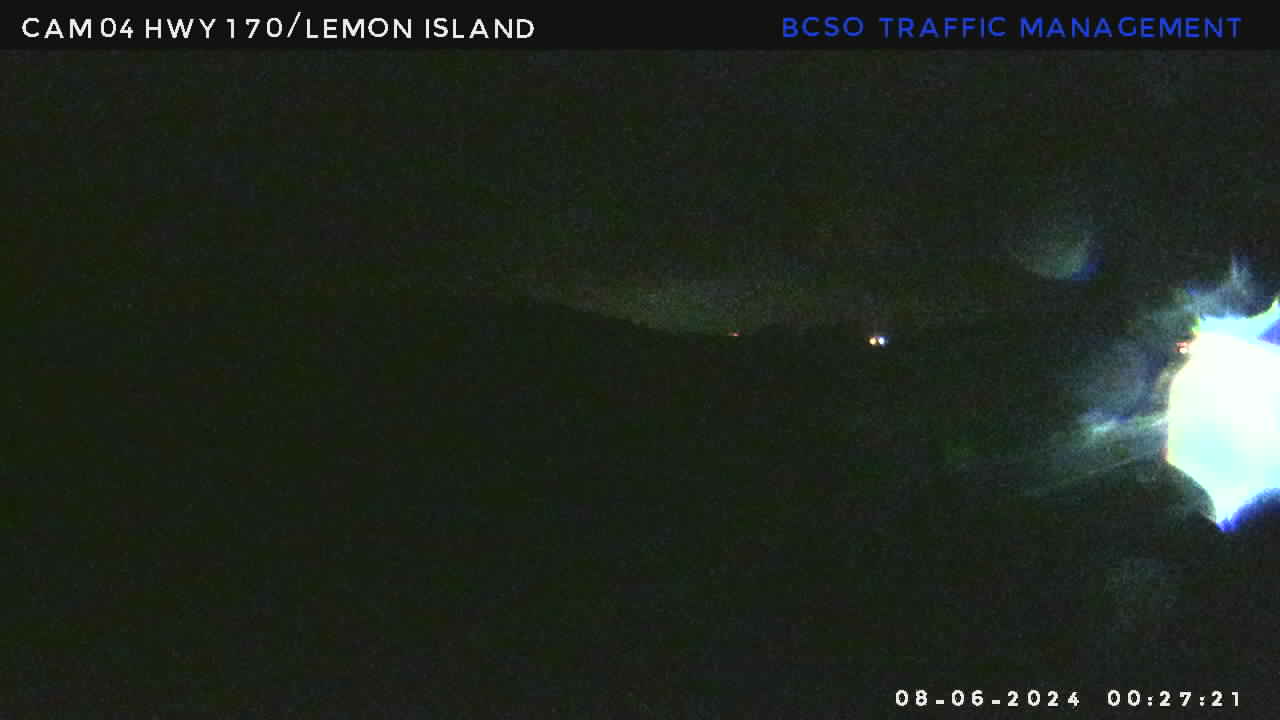 CAM04 HWY 170/LEMON ISLAND
BCSO TRAFFIC MANAGEMENT
08-06-2024 00:27:21